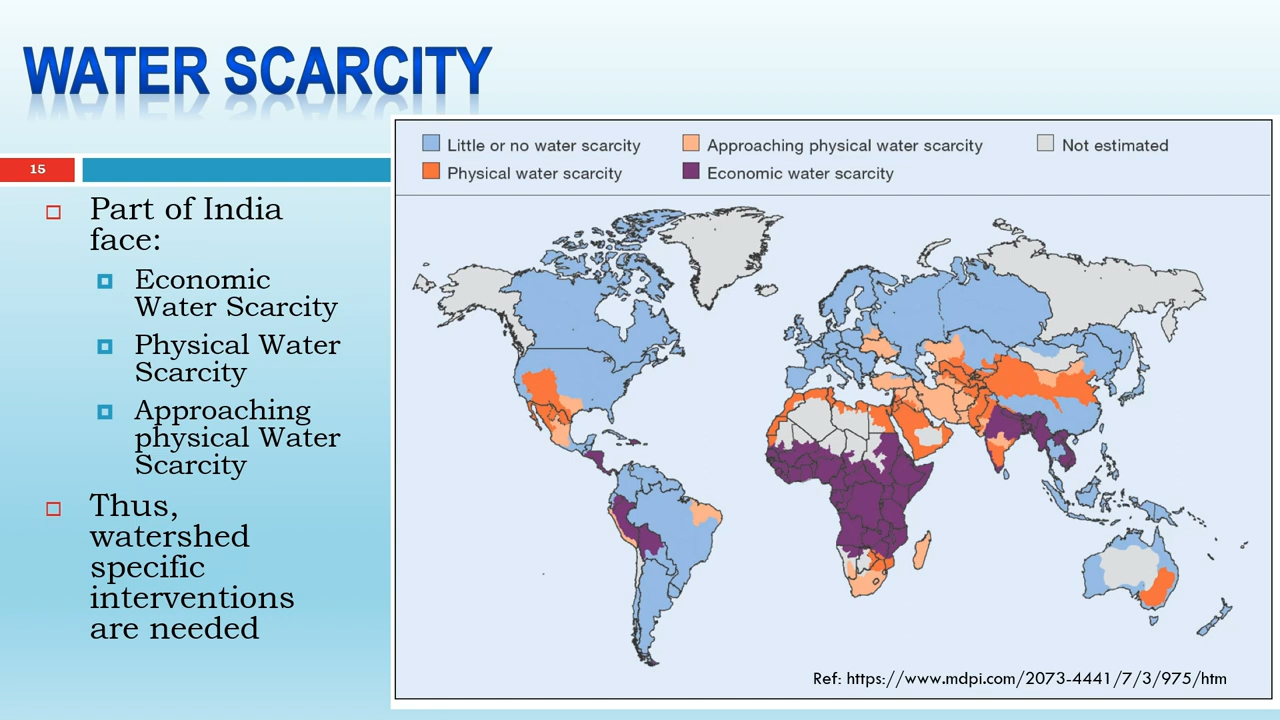 WATER SCARCITY
15
Part of India
face:
Economic
Water Scarcity
Physical Water
Scarcity
Approaching
physical Water
Scarcity
Thus,
watershed
specific
interventions
are needed
Little or no water scarcity
Approaching physical water scarcity
Not estimated
Physical water scarcity
Economic water scarcity
Ref: https://www.mdpi.com/2073-4441/7/3/975/htm